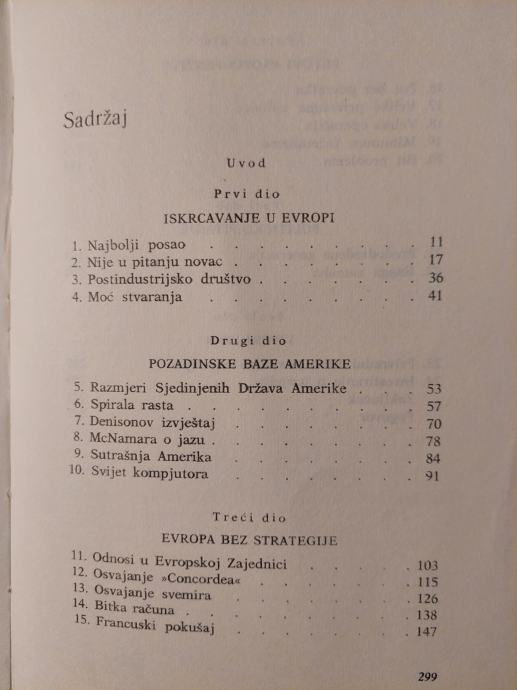 Sadržaj
Uvod
Prvi dio
ISKRCAVANJE U EVROPI
1. Najbolji posao . . . . . . . . . 11
2. Nije u pitanju novac . . . . . . . . 17
3. Postindustrijsko društvo . . . . . . . 36
4. Moć stvaranja . . . . . . . . . 41
Drugi dio
POZADINSKE BAZE AMERIKE
5. Razmjeri Sjedinjenih Država Amerike . . . . 53
6. Spirala rasta . . . . . . . . . 57
7. Denisonov izvještaj . . . . . . . . 70
8. McNamara o jazu . . . . . . . . 78
9. Sutrašnja Amerika . . . . . . . . 84
10. Svijet kompjutora . . . . . . . . 91
Treći dio
EVROPA BEZ STRATEGIJE
11. Odnosi u Evropskoj Zajednici . . . . . 103
12. Osvajanje »Concordea« . . . . . . 115
13. Osvajanje svemira . . . . . . . 126
14. Bitka računa . . . . . . . . . 138
15. Francuski pokušaj . . . . . . . 147
299